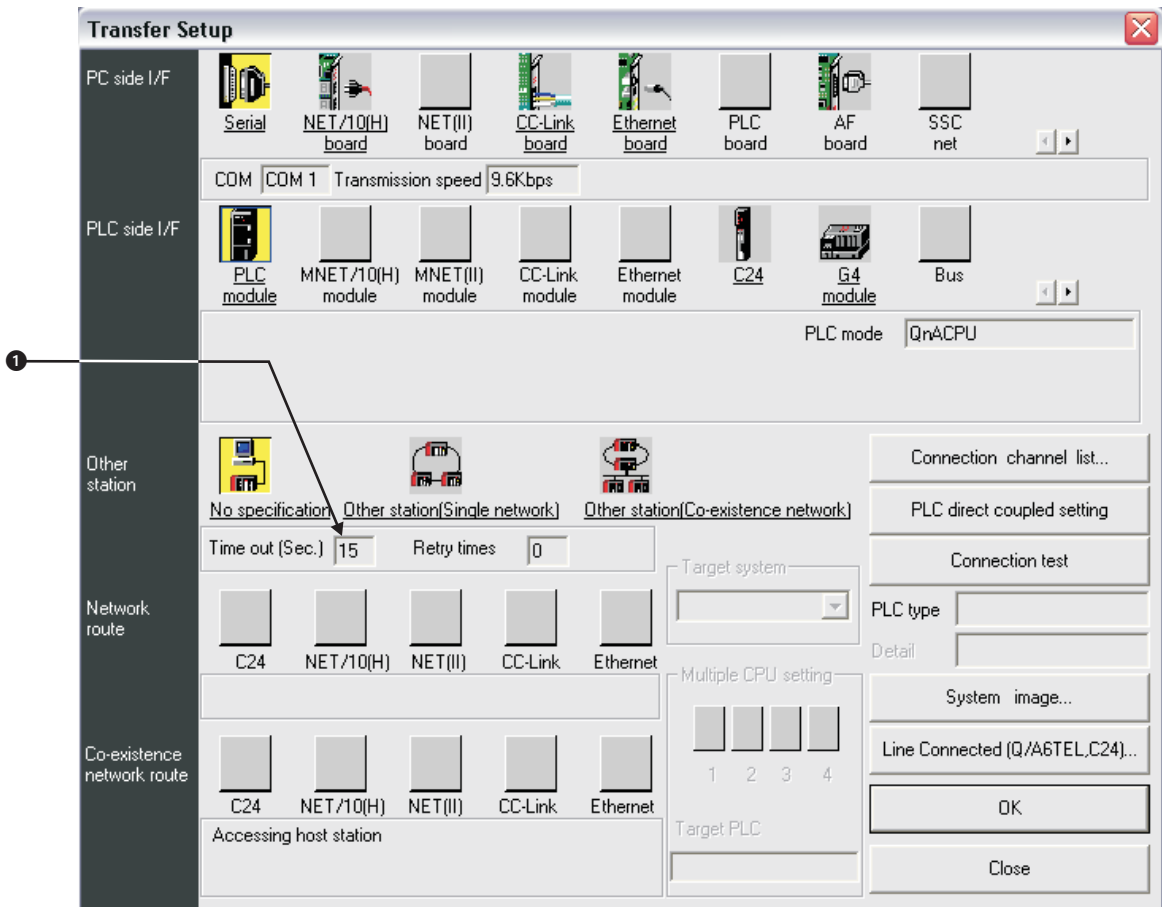 Transfer Setup
PC side I/F
Serial
NET/10(H)
board
NET(II)
board
CC-Link
board
Ethernet
board
PLC
board
AF
board
SSC
net
COM COM 1 Transmission speed 9.6Kbps
PLC side I/F
PLC
module
MNET/10(H)
module
MNET(II)
module
CC-Link
module
Ethernet
module
C24
G4
module
Bus
PLC mode QnACPU
1
Other
station
No specification Other station(Single network) Other station(Co-existence network)
Time out (Sec.) 15 Retry times 0
Connection channel list...
PLC direct coupled setting
Connection test
Target system
PLC type
Detail
Network
route
C24 NET/10(H) NET(II) CC-Link Ethernet
Multiple CPU setting
1 2 3 4
System image...
Line Connected (Q/A6TEL,C24)...
Co-existence
network route
C24 NET/10(H) NET(II) CC-Link Ethernet
Accessing host station
Target PLC
OK
Close